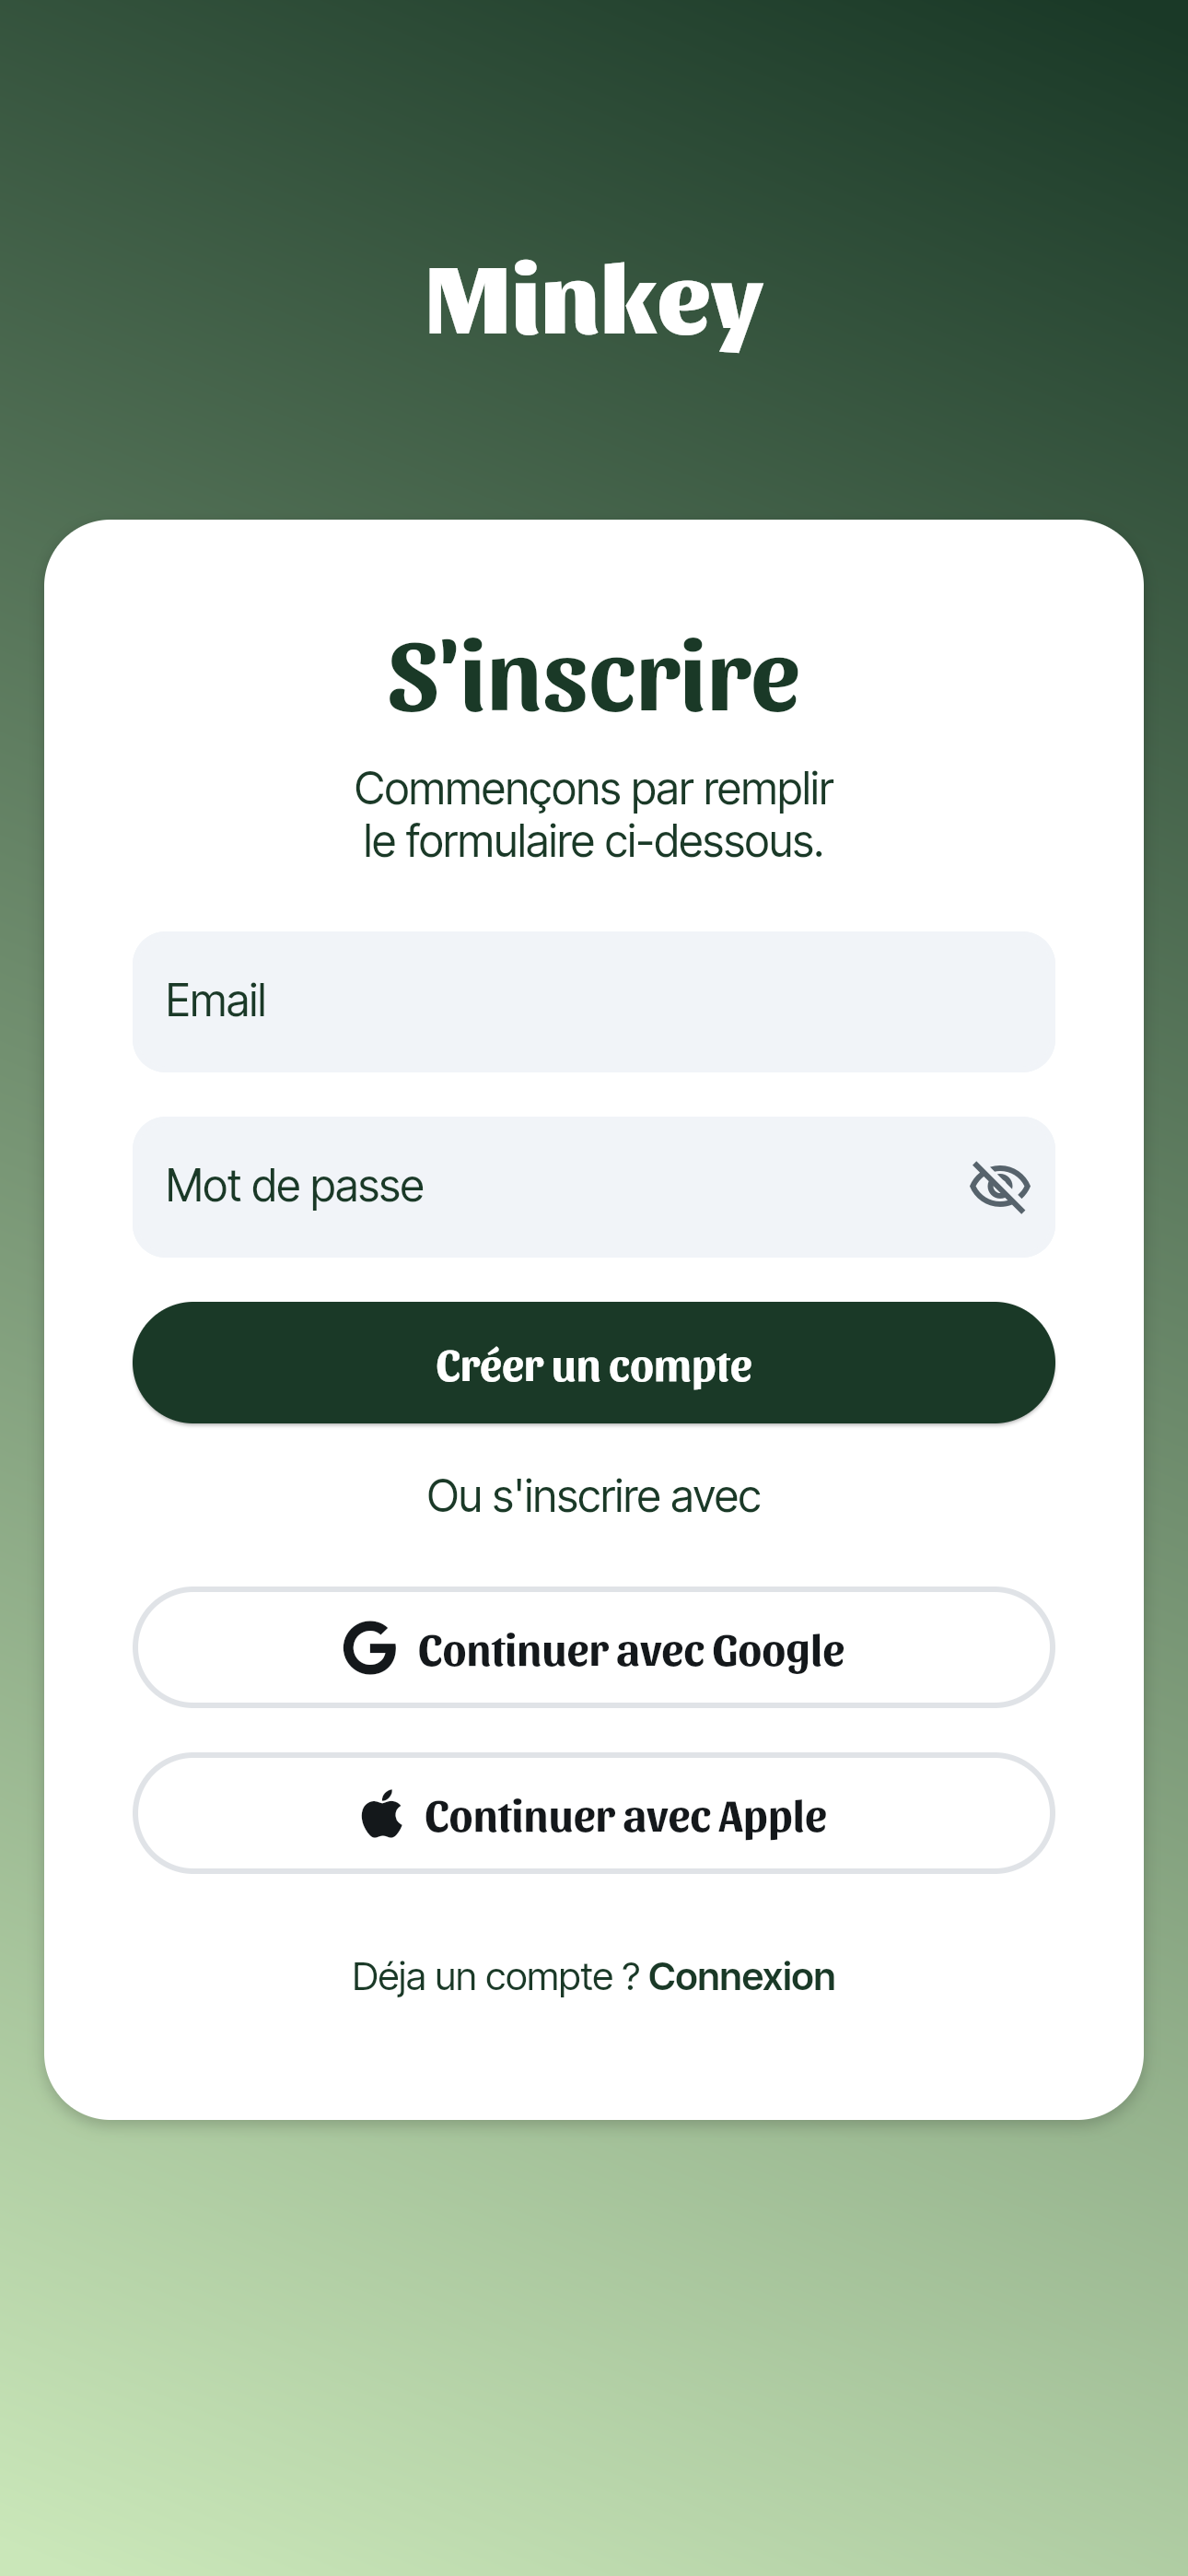 Minkey
S'inscrire
Commençons par remplir
le formulaire ci-dessous.
Email
Mot de passe
Créer un compte
Ou s'inscrire avec
Continuer avec Google
Continuer avec Apple
Déja un compte ? Connexion